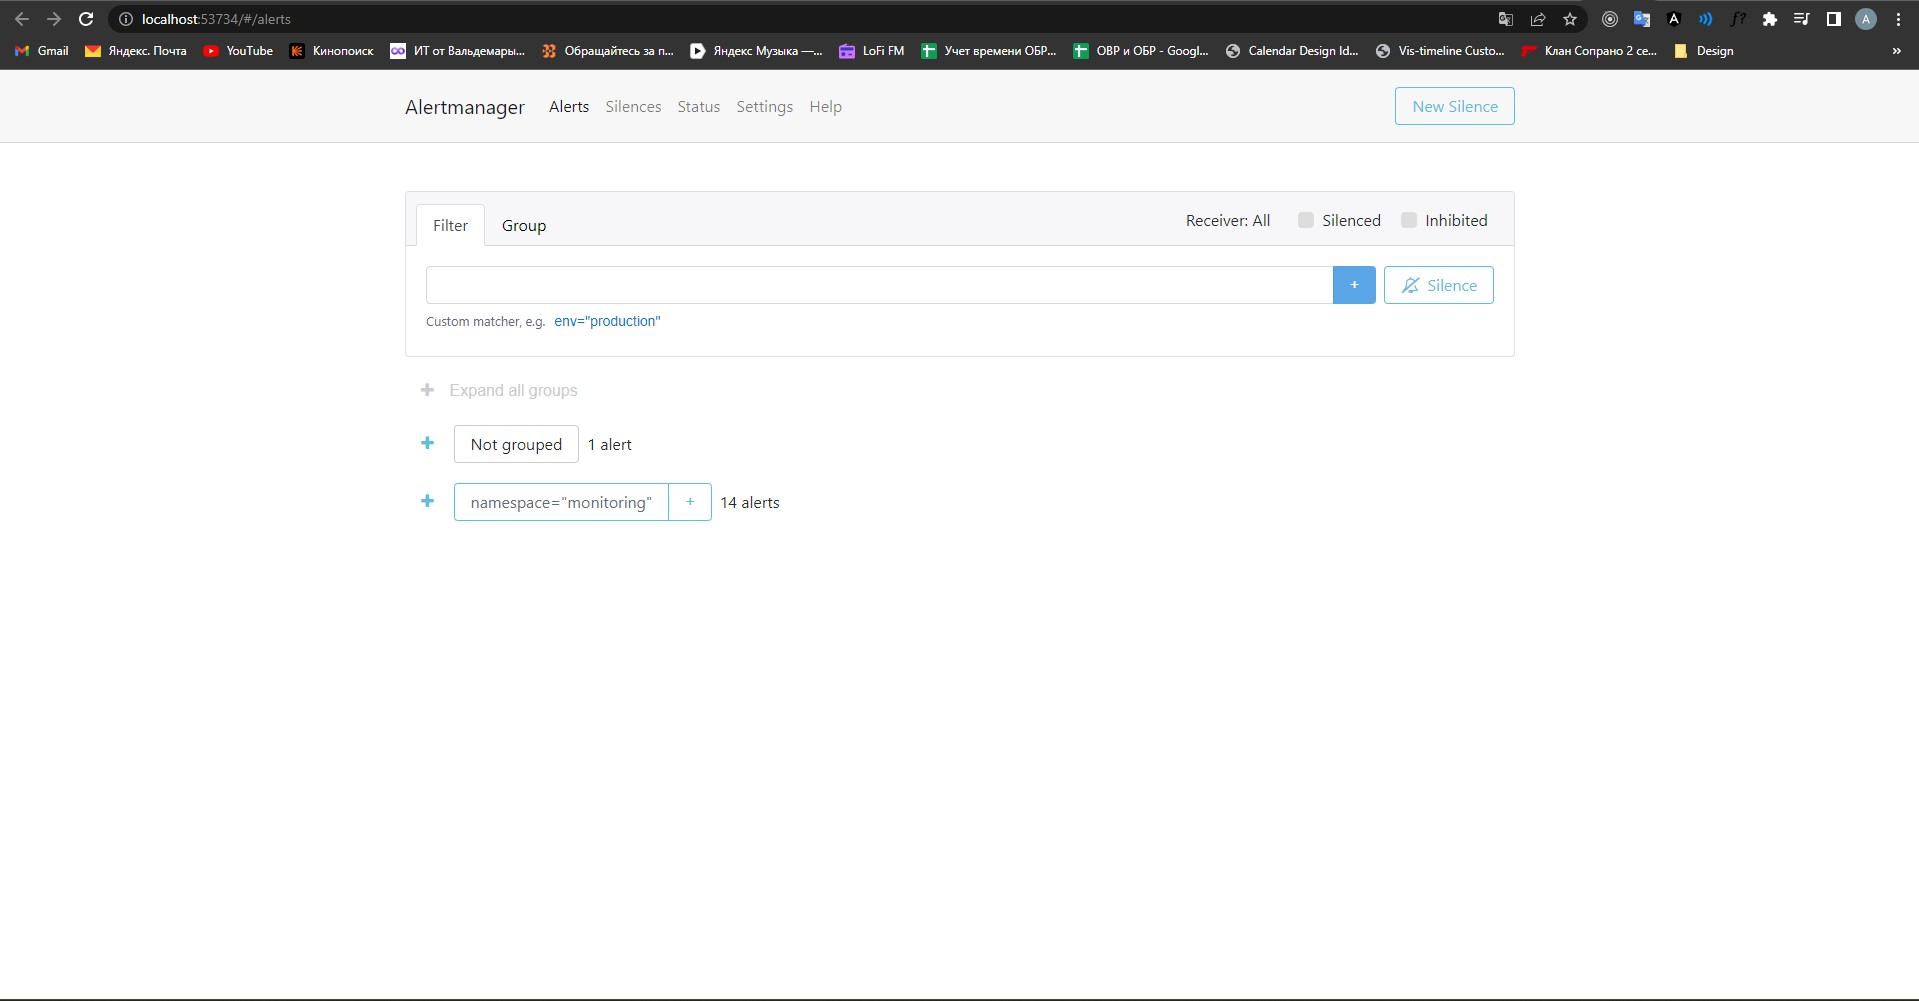 localhost:53734/#/alerts
Gmail
Яндекс. Почта
YouTube
Кинопоиск
ИТ от Вальдемары...
Обращайтесь за п...
Яндекс Музыка —...
LoFi FM
Учет времени ОБР...
ОВР и ОБР - Googl...
Calendar Design Id...
Vis-timeline Custo...
Клан Сопрано 2 се...
Design
»
Alertmanager Alerts Silences Status Settings Help New Silence
Filter Group Receiver: All Silenced Inhibited
+ Silence
Custom matcher, e.g. env="production"
+ Expand all groups
+ Not grouped 1 alert
+ namespace="monitoring" + 14 alerts